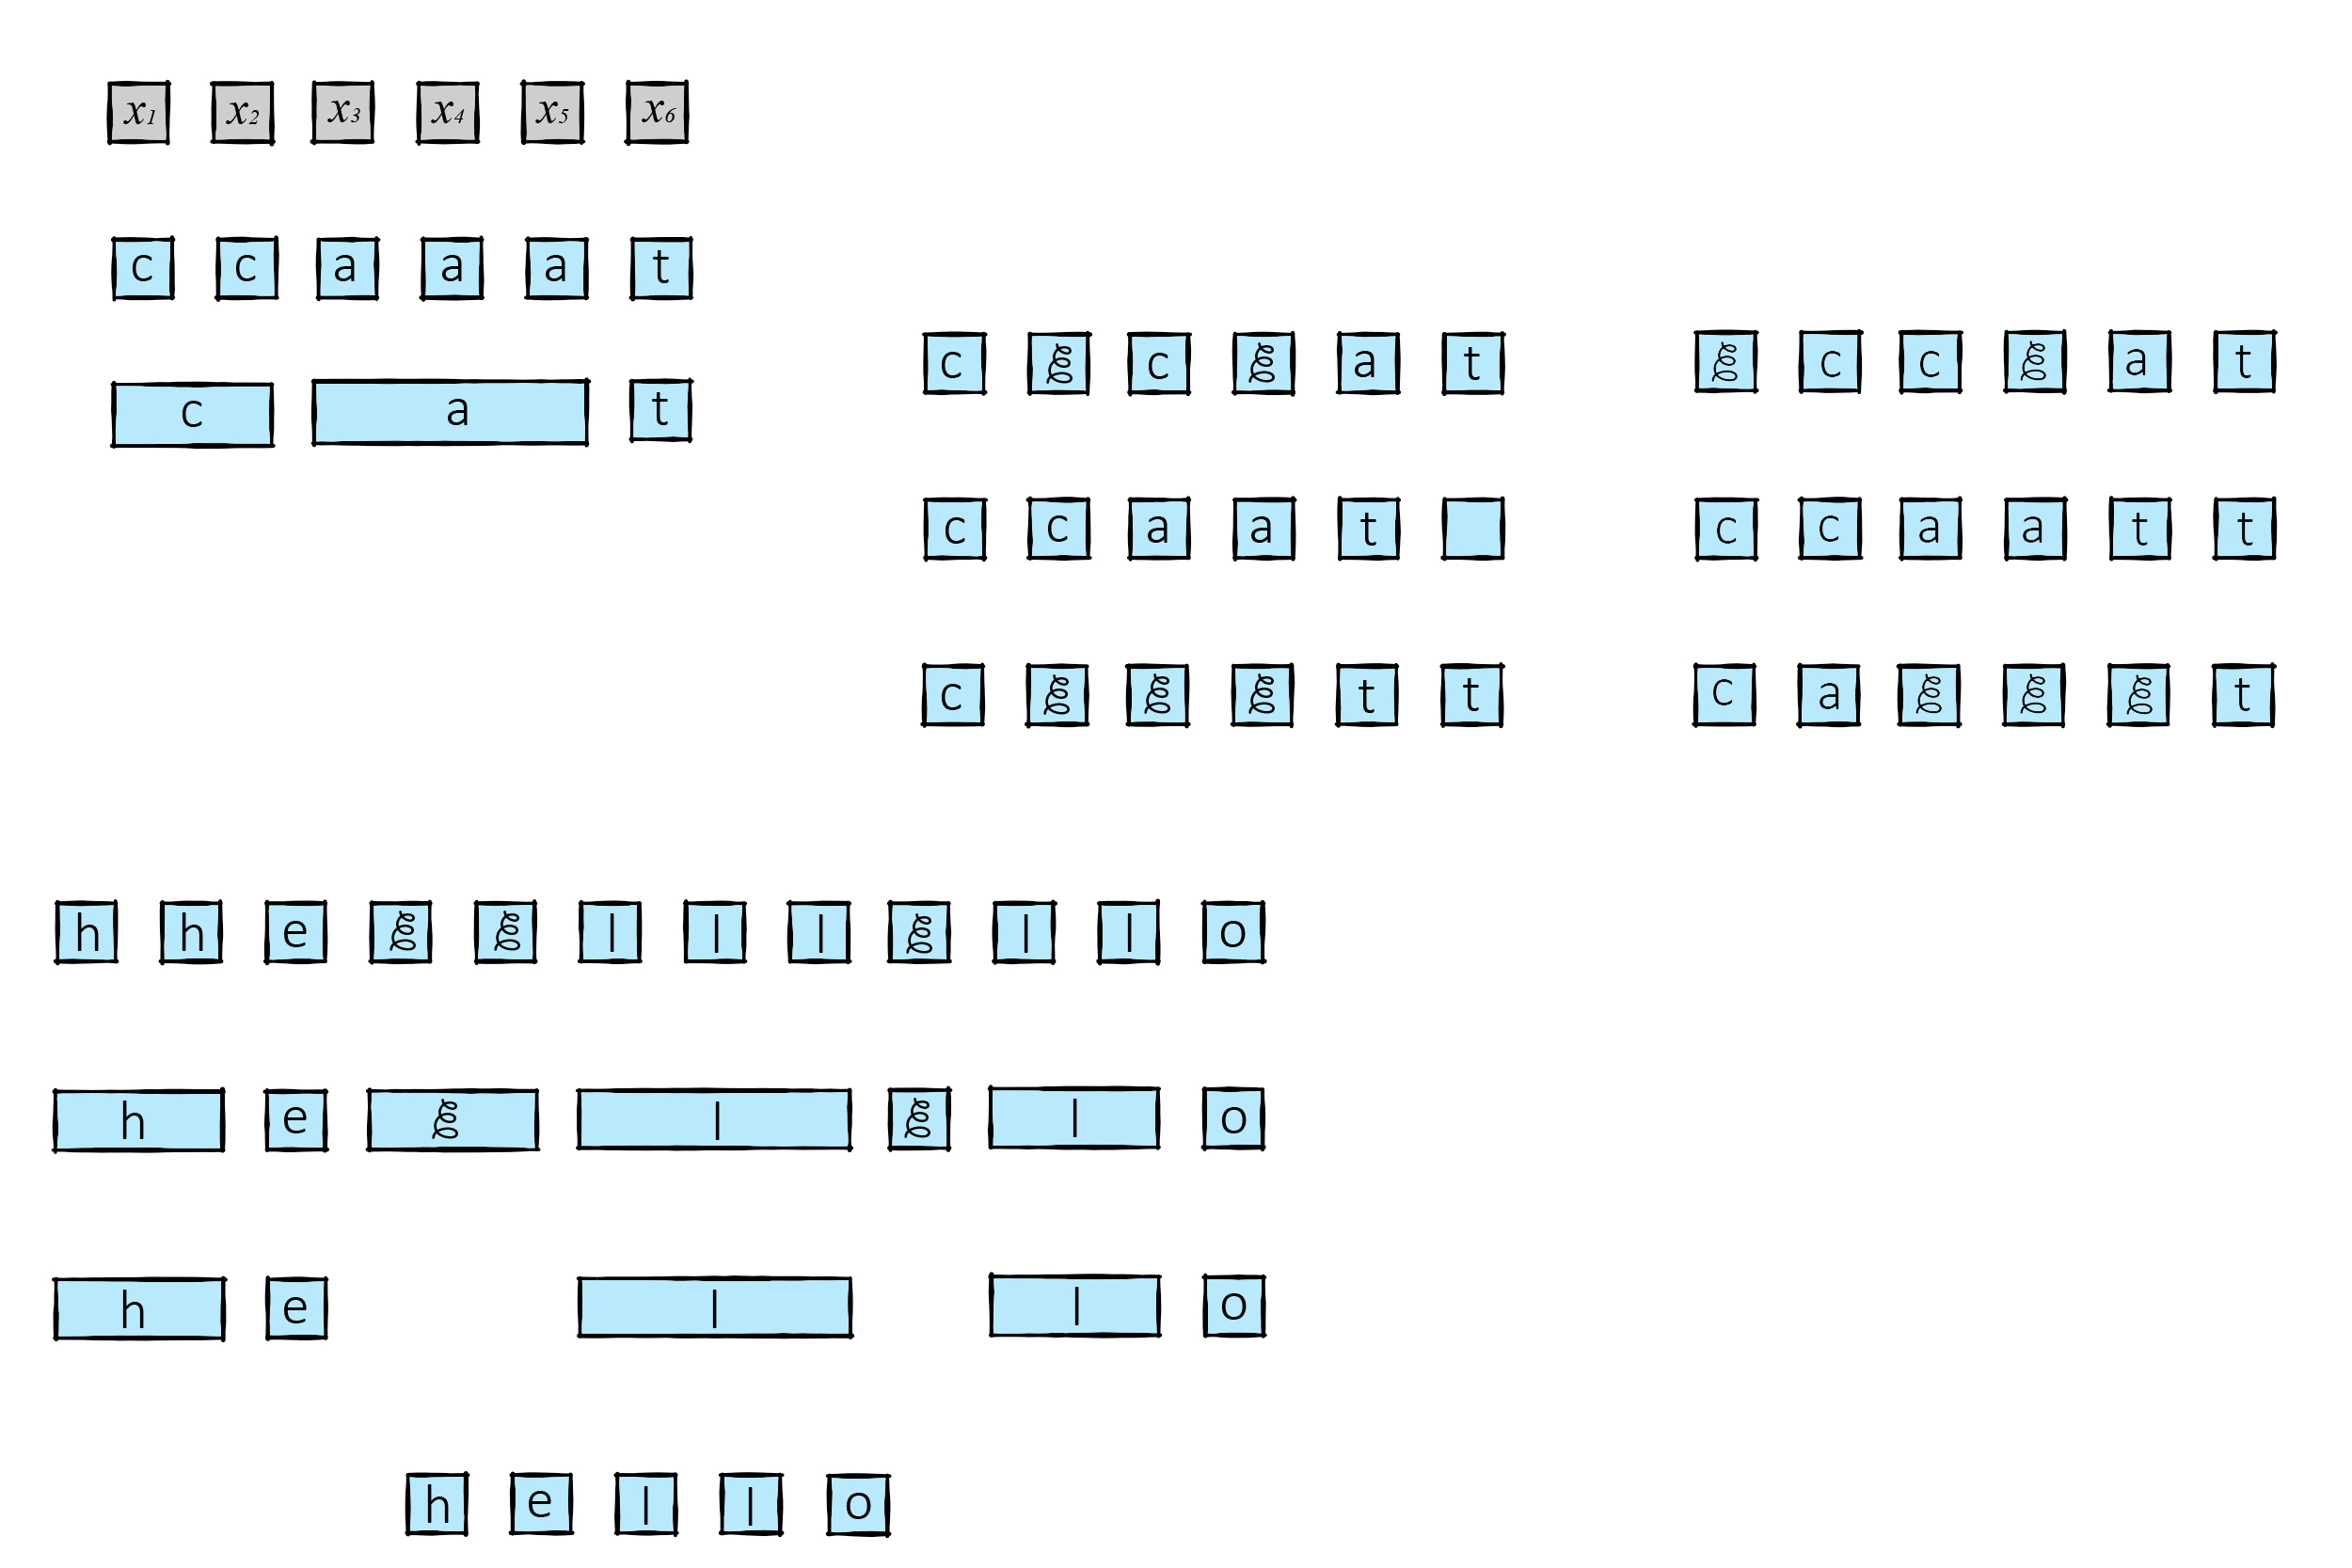 x1 x2 x3 x4 x5 x6
c c a a a t
c a t
c ξ c ξ a t
c c a a t
c ξ ξ ξ t t
ξ c c ξ a t
c c a a t t
c a ξ ξ ξ t
h h e ξ ξ l l l ξ l l o
h e ξ l ξ l o
h e l l o
h e l l o